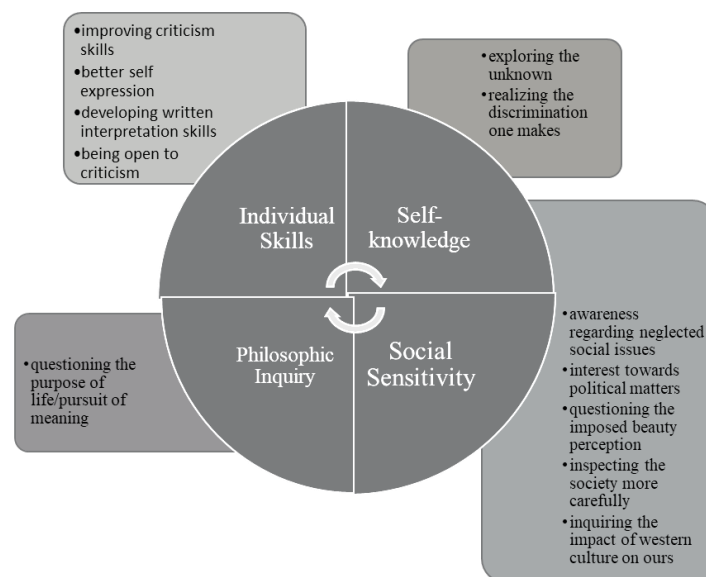 •improving criticism
skills
•better self
expression
•developing written
interpretation skills
•being open to
criticism
•exploring the
unknown
•realizing the
discrimination
one makes
Individual
Skills
Self-
knowledge
Philosophic
Inquiry
Social
Sensitivity
•questioning the
purpose of
life/pursuit of
meaning
•awareness
regarding neglected
social issues
•interest towards
political matters
•questioning the
imposed beauty
perception
•inspecting the
society more
carefully
•inquiring the
impact of western
culture on ours